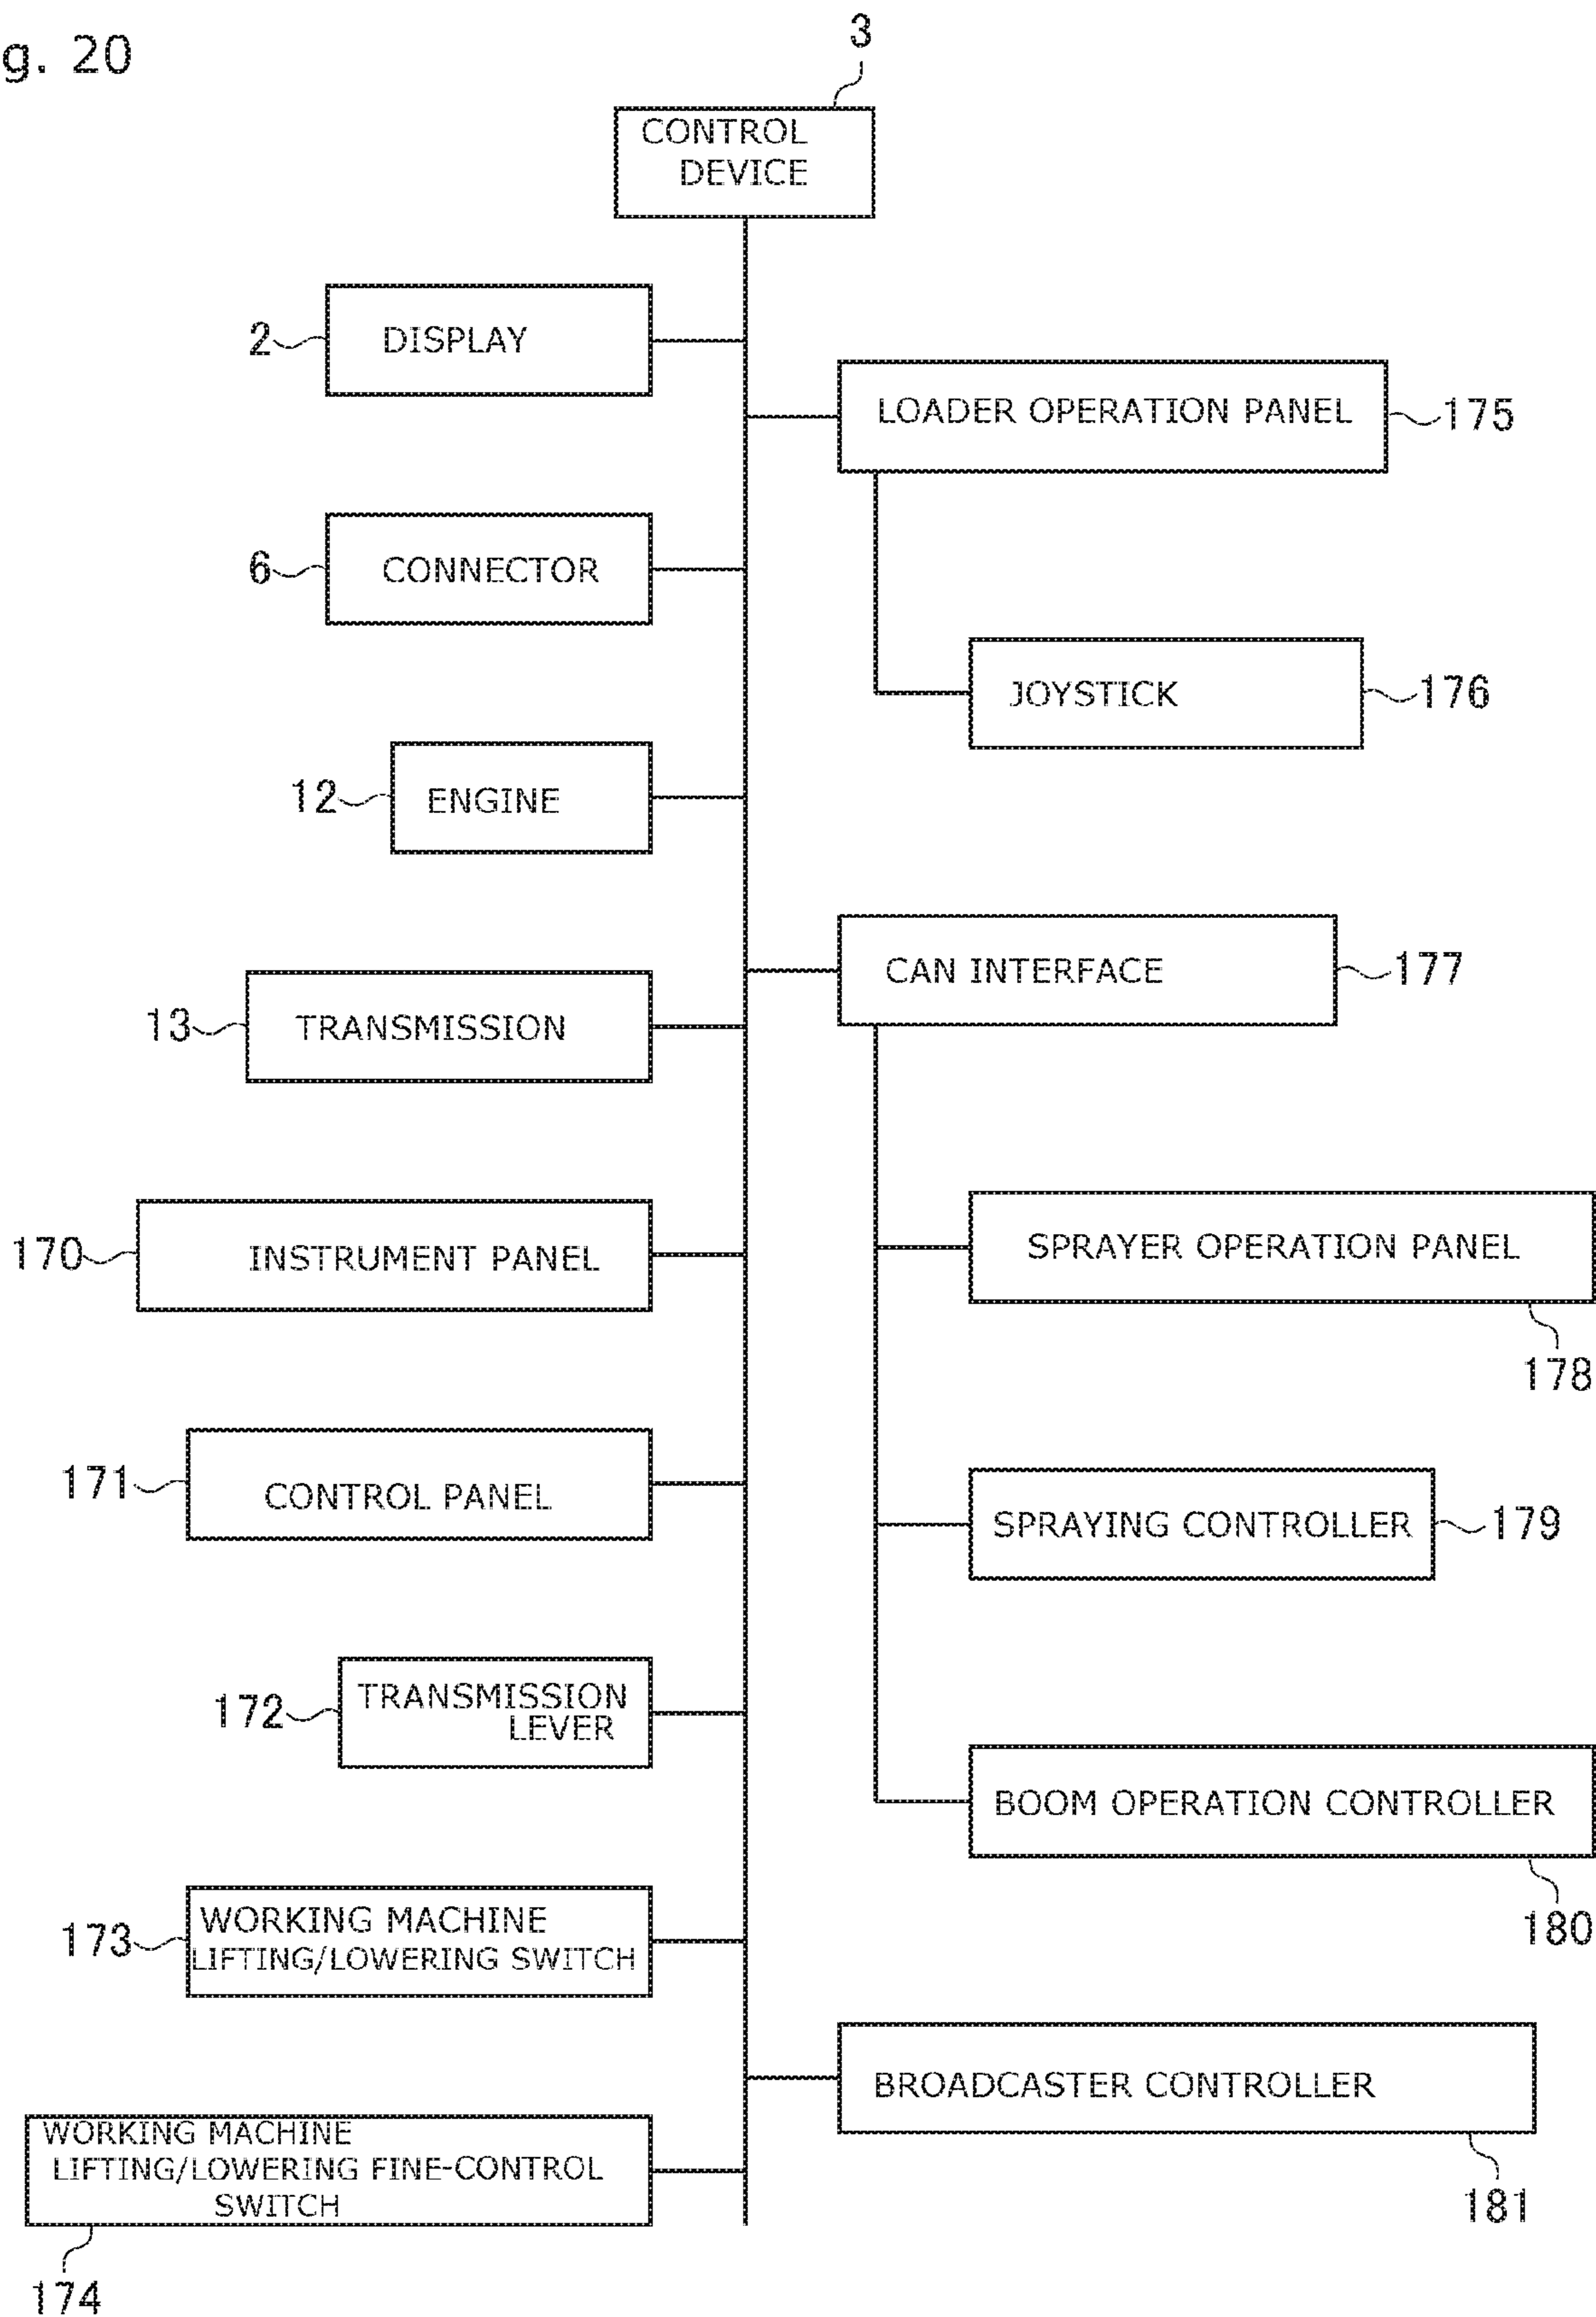 g. 20
3
CONTROL
DEVICE
2
DISPLAY
LOADER OPERATION PANEL
175
6
CONNECTOR
JOYSTICK
176
12
ENGINE
CAN INTERFACE
177
13
TRANSMISSION
170
INSTRUMENT PANEL
SPRAYER OPERATION PANEL
178
171
CONTROL PANEL
SPRAYING CONTROLLER
179
172
TRANSMISSION
LEVER
BOOM OPERATION CONTROLLER
180
173
WORKING MACHINE
LIFTING/LOWERING SWITCH
BROADCASTER CONTROLLER
181
WORKING MACHINE
LIFTING/LOWERING FINE-CONTROL
SWITCH
174